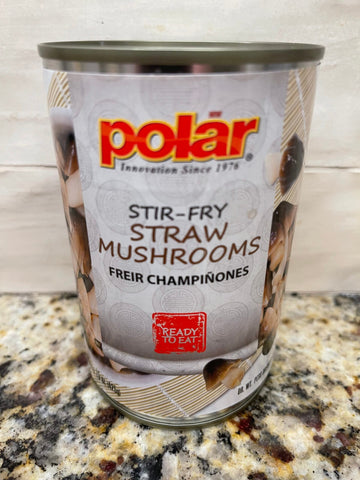 polar
Innovation Since 1976
®
STIR-FRY
STRAW
MUSHROOMS
FREIR CHAMPIÑONES
READY
TO EAT